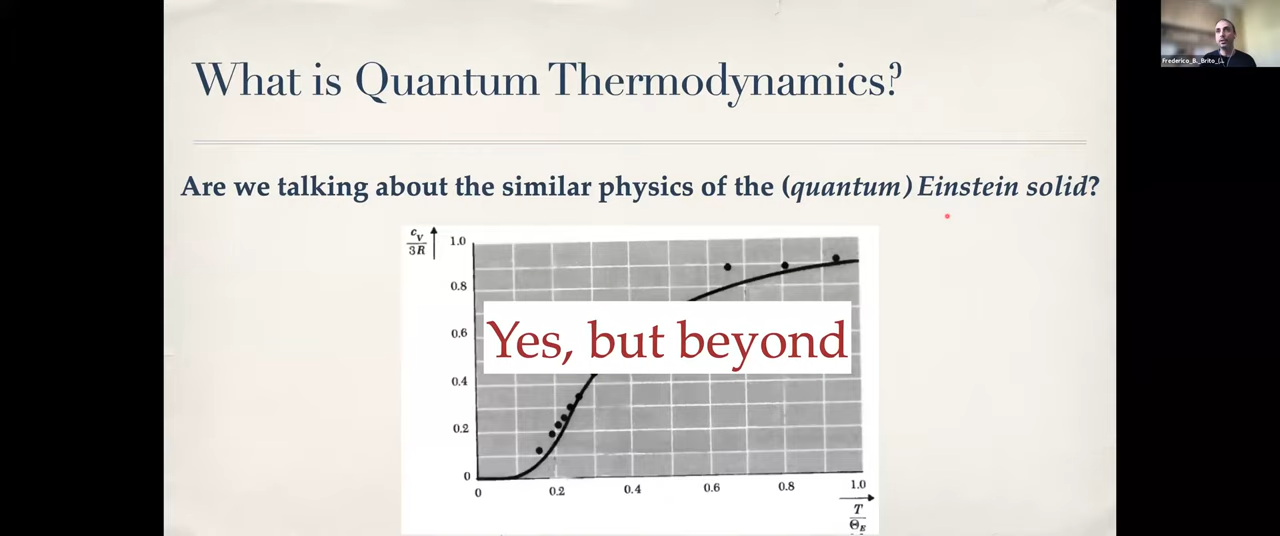 What is Quantum Thermodynamics?
Frederico_B._Brito_(L
Are we talking about the similar physics of the (quantum) Einstein solid?
c_V
3R
1.0
0.8
0.6
0.4
0.2
0
Yes, but beyond
0
0.2
0.4
0.6
0.8
1.0
T
Θ_E